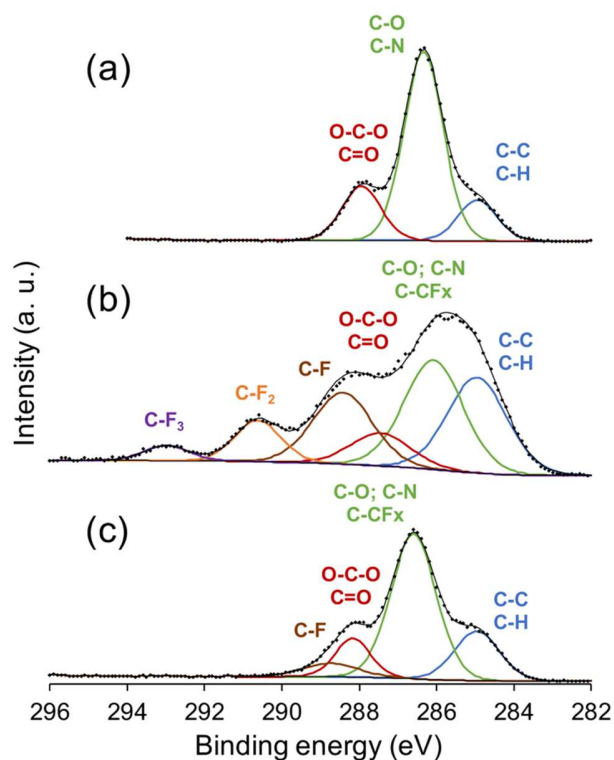 (a)
C-O
C-N
O-C-O
C=O
C-C
C-H
(b)
C-O; C-N
C-CFx
O-C-O
C=O
C-C
C-H
C-F
C-F₂
C-F₃
(c)
C-O; C-N
C-CFx
O-C-O
C=O
C-C
C-H
C-F
Intensity (a. u.)
296 294 292 290 288 286 284 282
Binding energy (eV)